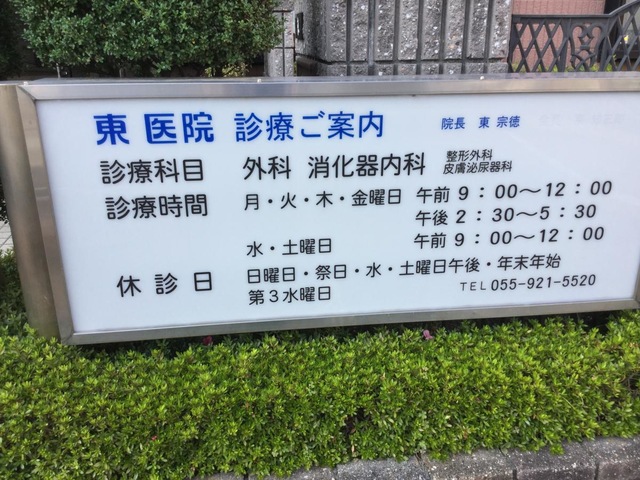 東 医院 診療ご案内 院長 東 宗徳
診療科目 外科 消化器内科 整形外科
皮膚泌尿器科
診療時間 月・火・木・金曜日 午前 9:00〜12:00
午後 2:30〜5:30
水・土曜日 午前 9:00〜12:00
休診日 日曜日・祭日・水・土曜日午後・年末年始
第3水曜日 TEL 055-921-5520